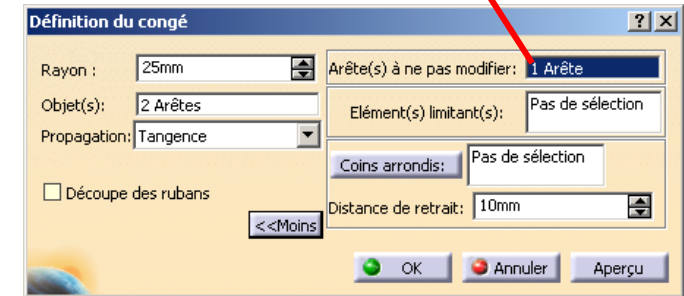 Définition du congé
? ×
Rayon : 25mm
Arête(s) à ne pas modifier: 1 Arête
Objet(s): 2 Arêtes
Elément(s) limitant(s): Pas de sélection
Propagation: Tangence
Coins arrondis: Pas de sélection
Découpe des rubans
Distance de retrait: 10mm
<<Moins
OK Annuler Aperçu